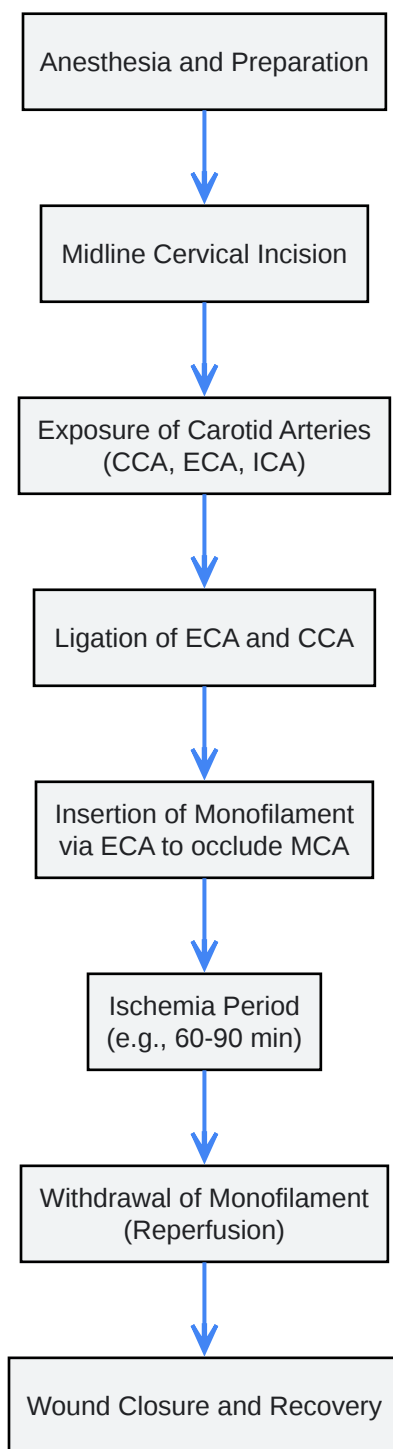 Anesthesia and Preparation
Midline Cervical Incision
Exposure of Carotid Arteries
(CCA, ECA, ICA)
Ligation of ECA and CCA
Insertion of Monofilament
via ECA to occlude MCA
Ischemia Period
(e.g., 60-90 min)
Withdrawal of Monofilament
(Reperfusion)
Wound Closure and Recovery